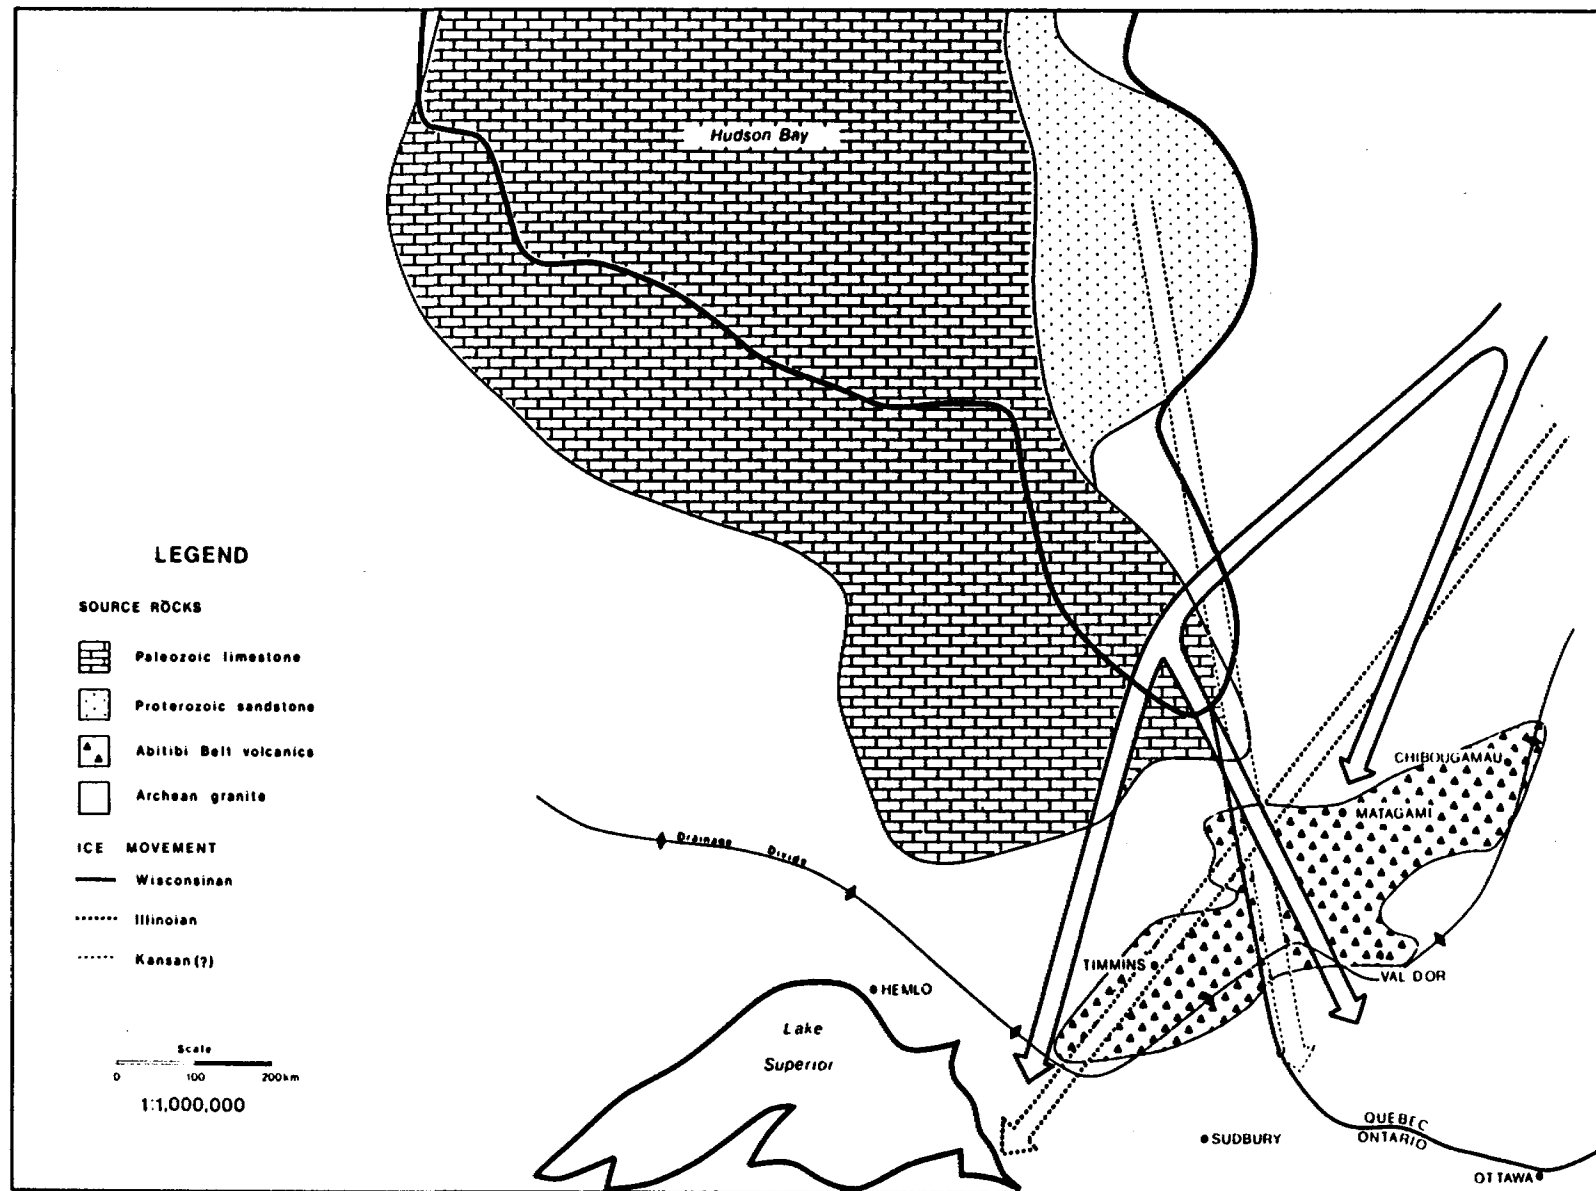 Hudson Bay
LEGEND
SOURCE ROCKS
Paleozoic limestone
Proterozoic sandstone
Abitibi Belt volcanics
Archean granite
ICE MOVEMENT
Wisconsinan
Illinoian
Kansan(?)
Scale
0 100 200km
1:1,000,000
Drainage Divide
CHIBOUGAMAU
MATAGAMI
TIMMINS
VAL D'OR
HEMLO
Lake
Superior
SUDBURY
QUEBEC
ONTARIO
OTTAWA